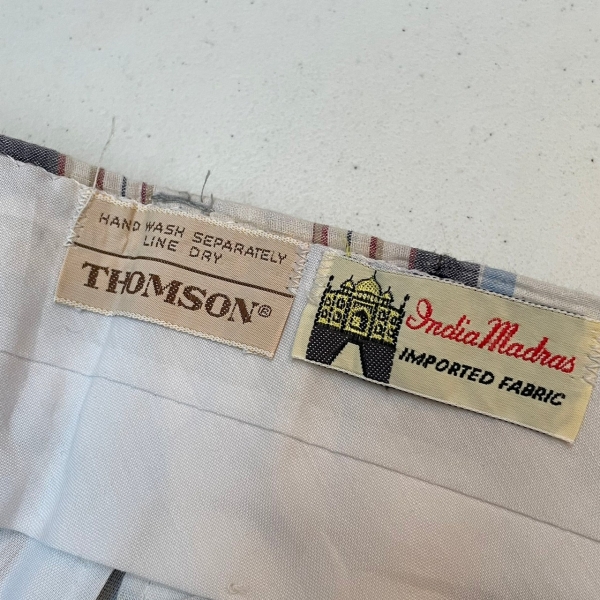 HAND WASH SEPARATELY
LINE DRY
THOMSON®
India Madras
IMPORTED FABRIC